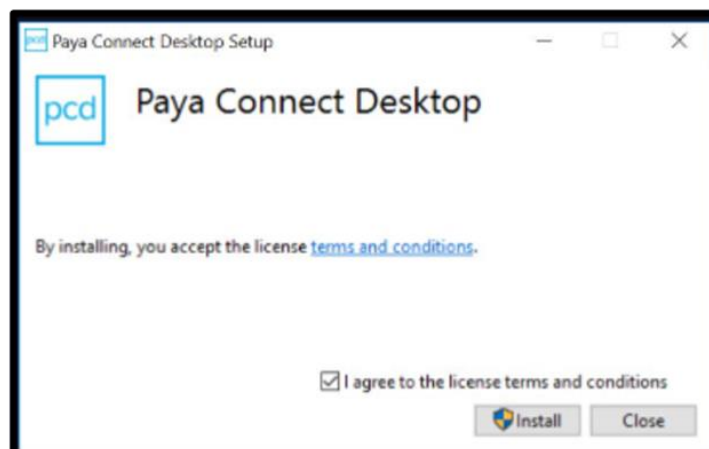 pcd Paya Connect Desktop Setup
pcd Paya Connect Desktop
By installing, you accept the license terms and conditions.
I agree to the license terms and conditions
Install Close